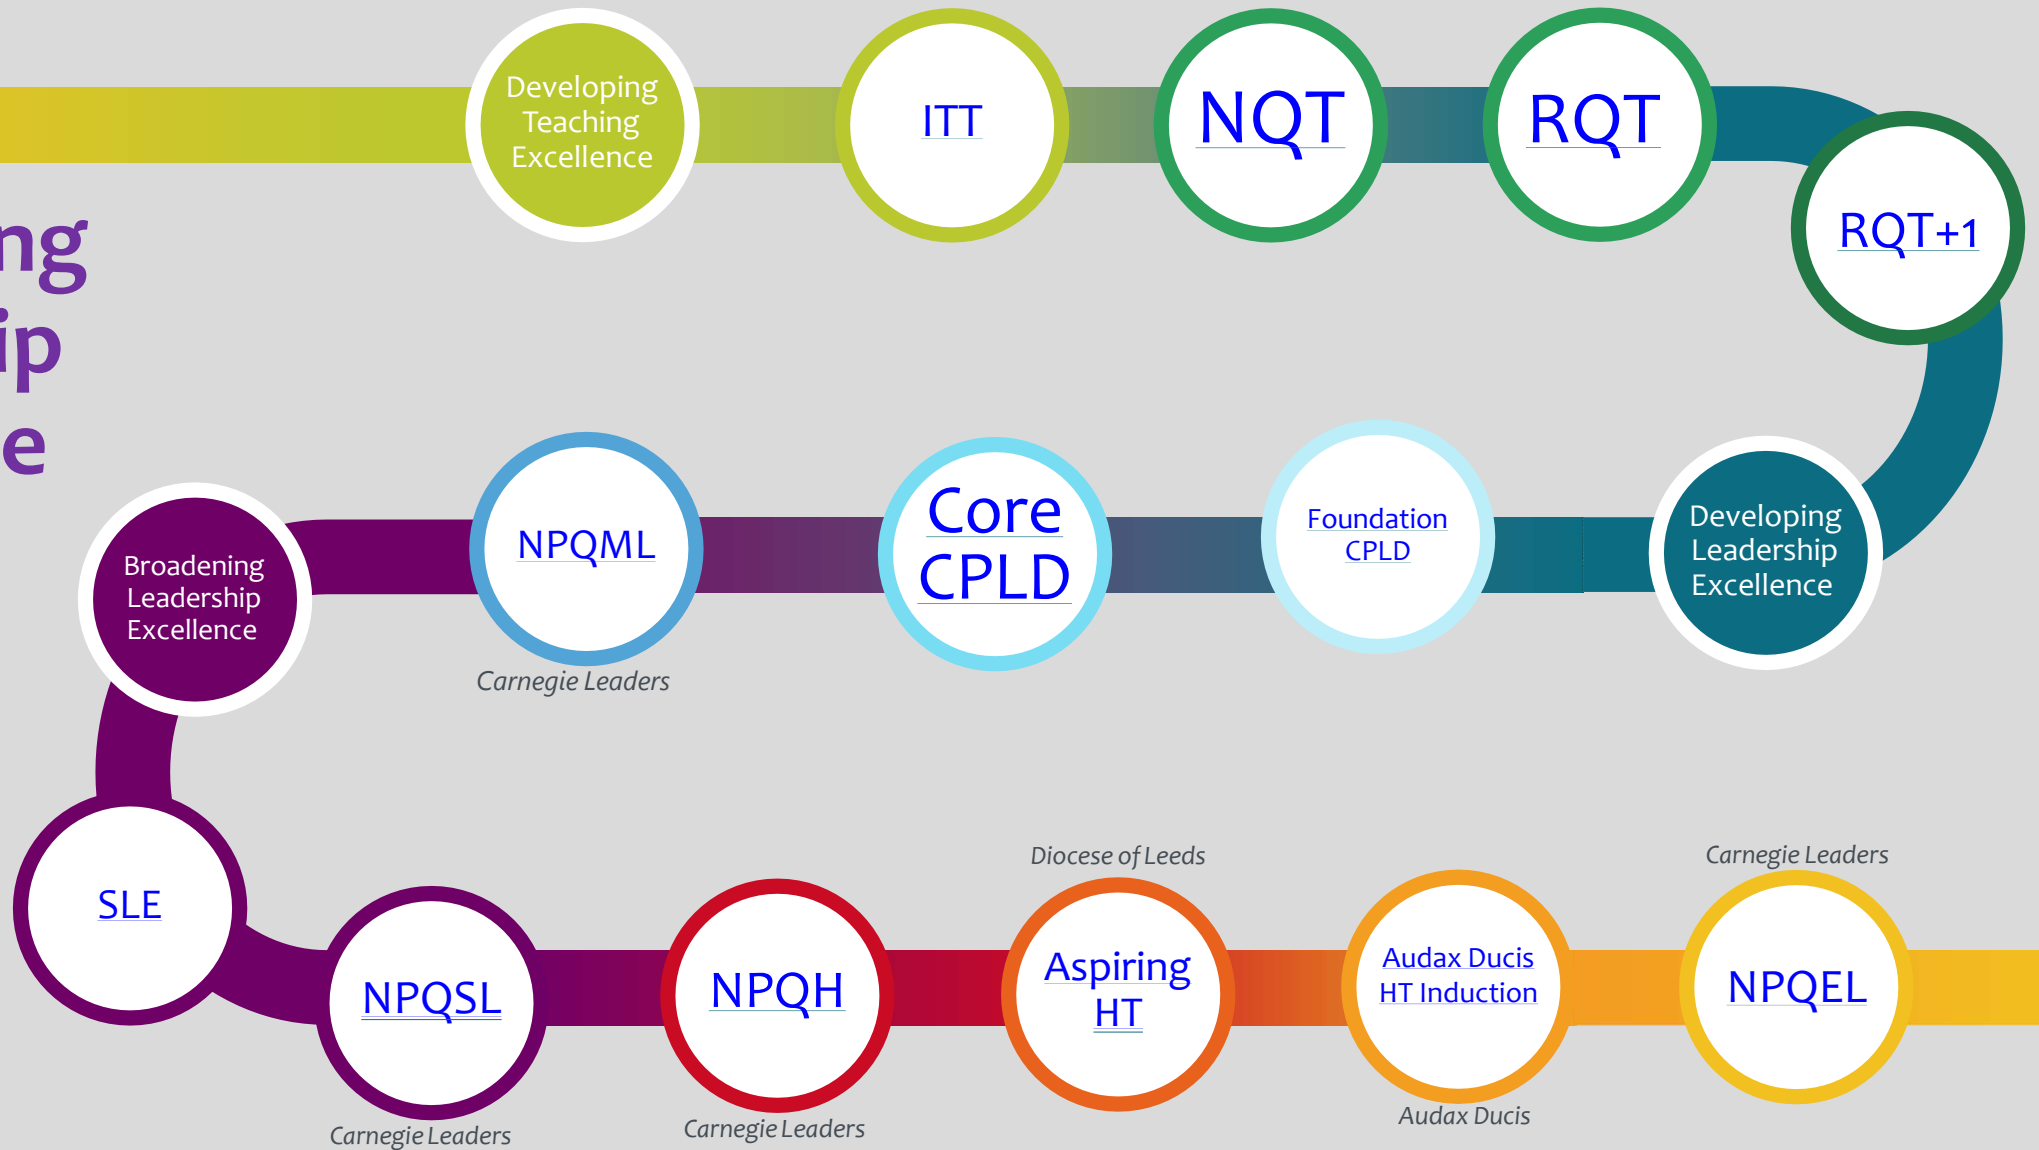 Developing
Teaching
Excellence
ITT
NQT
RQT
RQT+1
ng
ip
e
Developing
Leadership
Excellence
Foundation
CPLD
Core
CPLD
NPQML
Carnegie Leaders
Broadening
Leadership
Excellence
SLE
NPQSL
Carnegie Leaders
NPQH
Carnegie Leaders
Diocese of Leeds
Aspiring
HT
Audax Ducis
HT Induction
Audax Ducis
Carnegie Leaders
NPQEL